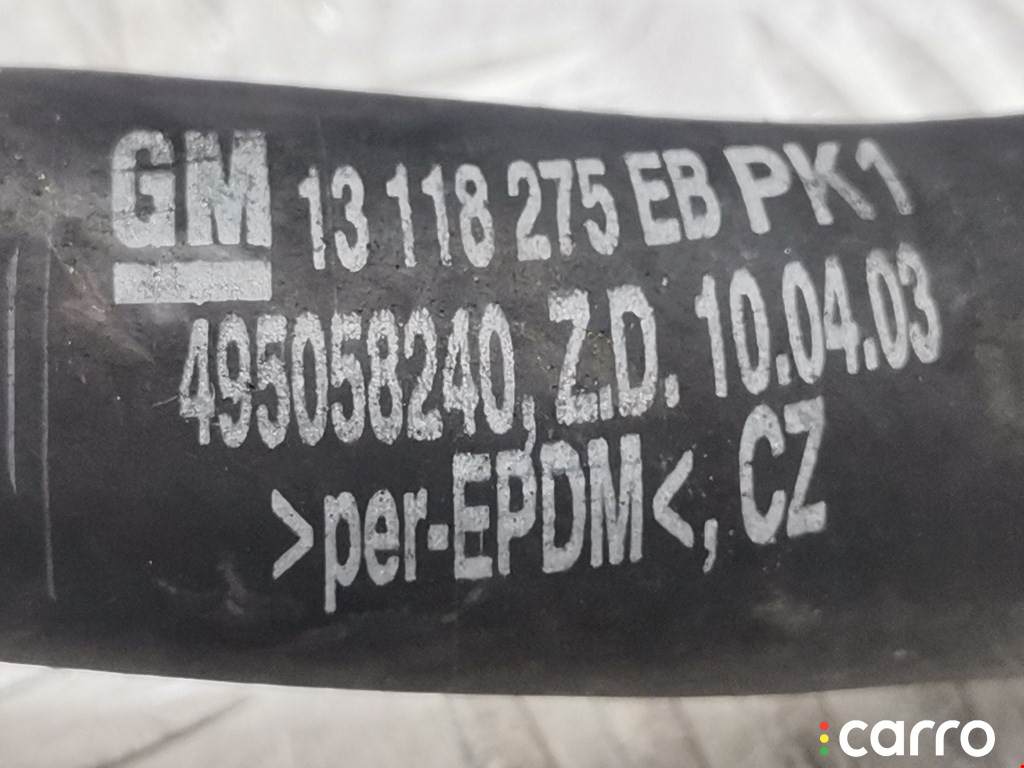 GM 13 118 275 EB PK1
495058240, Z.D. 10.04.03
>per-EPDM<, CZ
carro